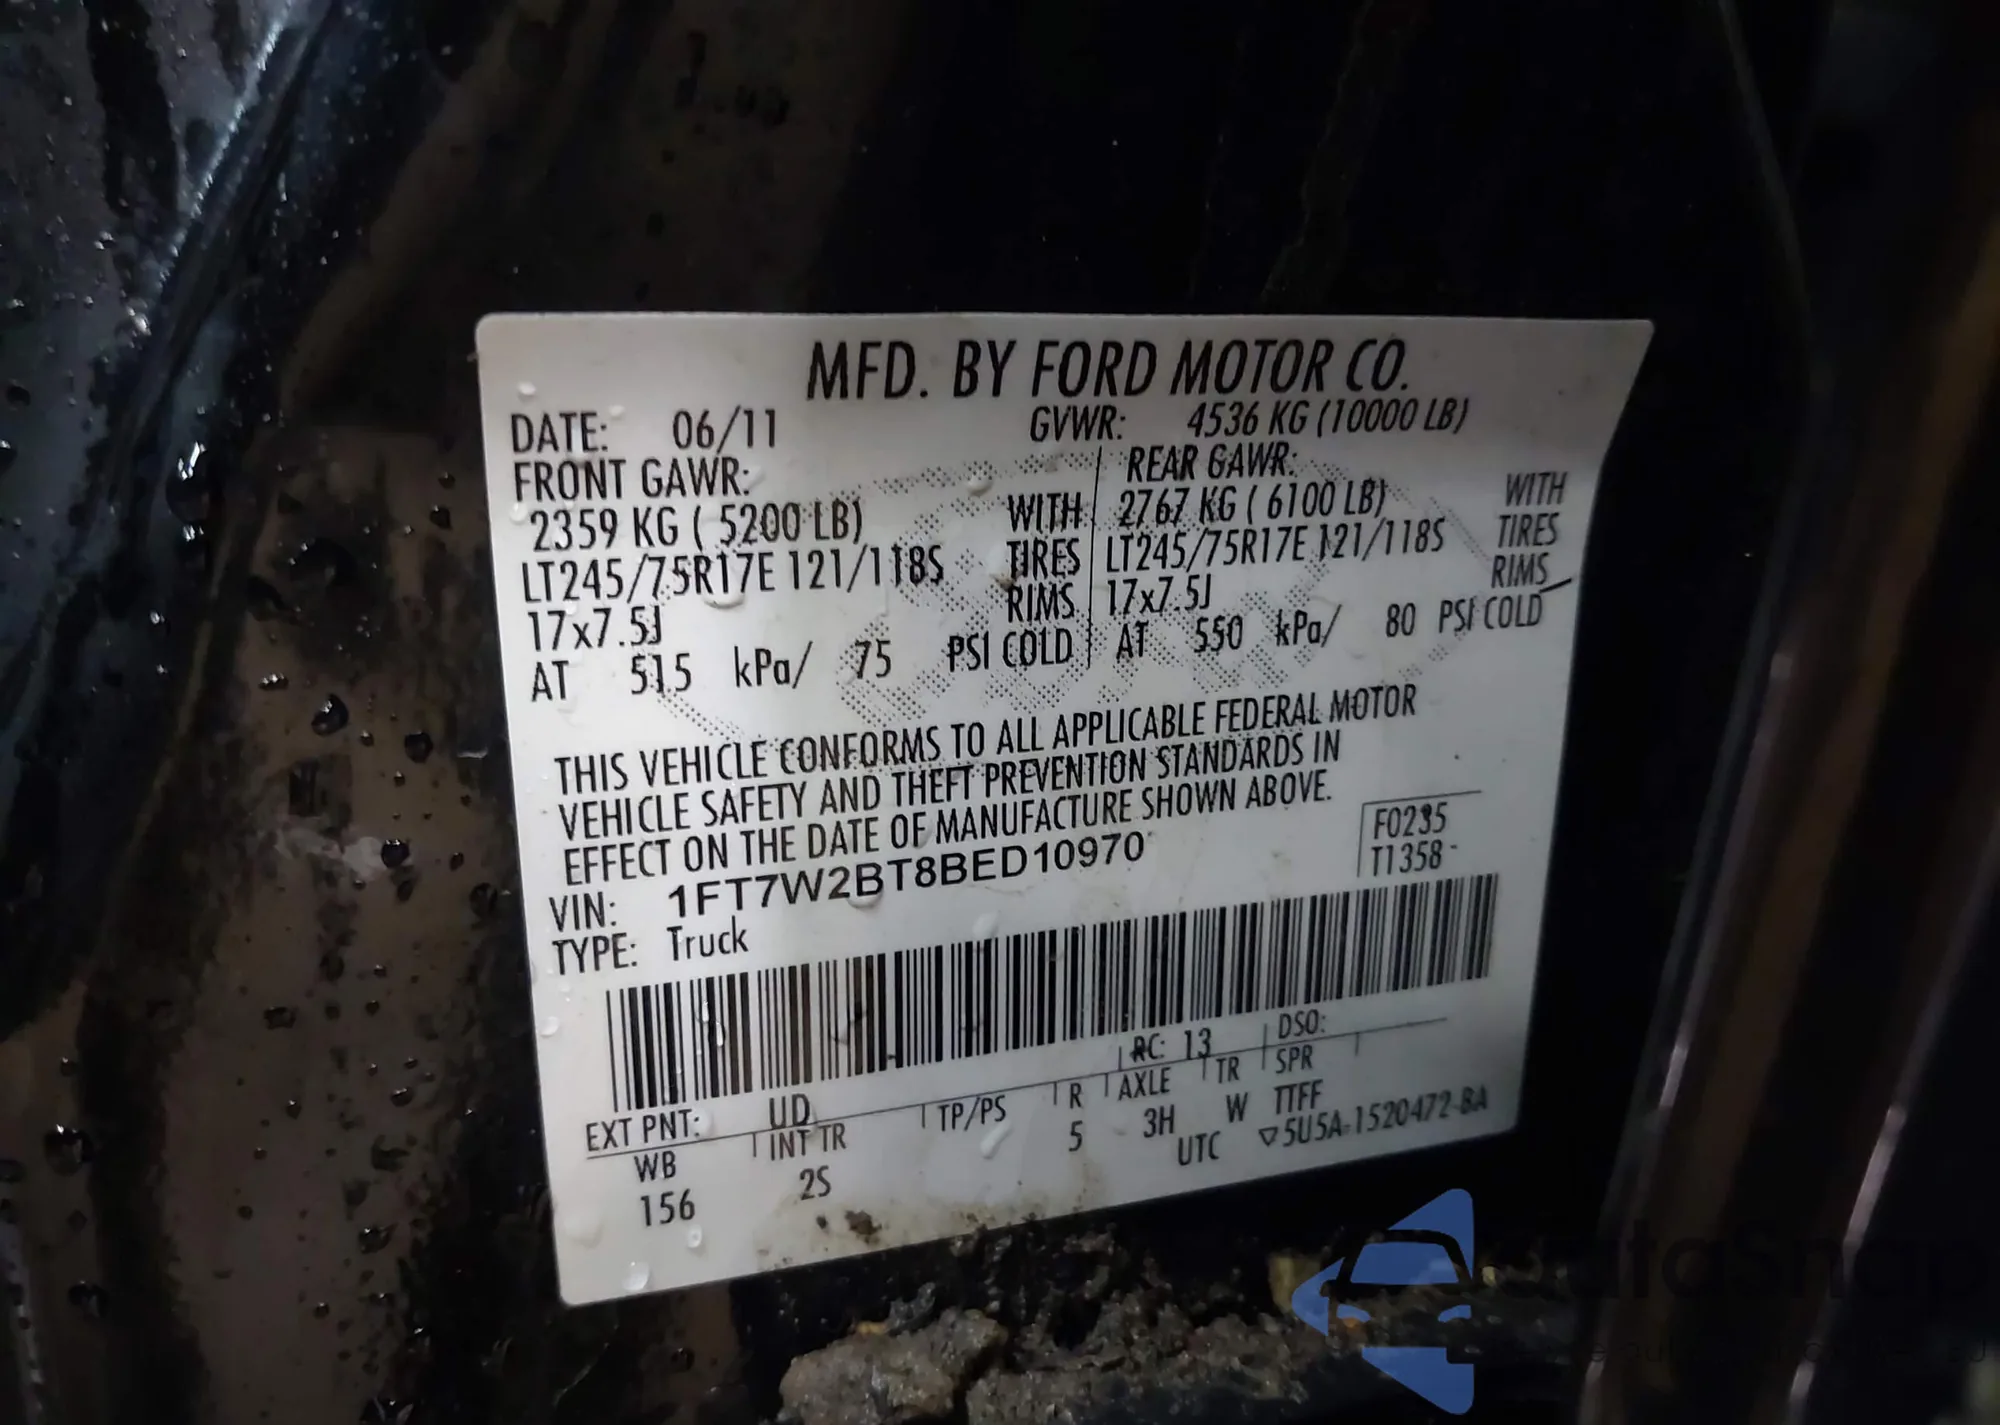 MFD. BY FORD MOTOR CO.
DATE: 06/11 GVWR: 4536 KG (10000 LB)
FRONT GAWR: REAR GAWR:
2359 KG ( 5200 LB) WITH 2767 KG ( 6100 LB) WITH
LT245/75R17E 121/118S TIRES LT245/75R17E 121/118S TIRES
17x7.5J RIMS 17x7.5J RIMS
AT 515 kPa/ 75 PSI COLD AT 550 kPa/ 80 PSI COLD
THIS VEHICLE CONFORMS TO ALL APPLICABLE FEDERAL MOTOR
VEHICLE SAFETY AND THEFT PREVENTION STANDARDS IN
EFFECT ON THE DATE OF MANUFACTURE SHOWN ABOVE.
VIN: 1FT7W2BT8BED10970 F0235
TYPE: Truck T1358
RC: 13 DSO:
EXT PNT: UD
WB INT TR TP/PS R AXLE TR SPR
156 2S 5 3H W TTFF
UTC ▽5U5A-1520472-BA